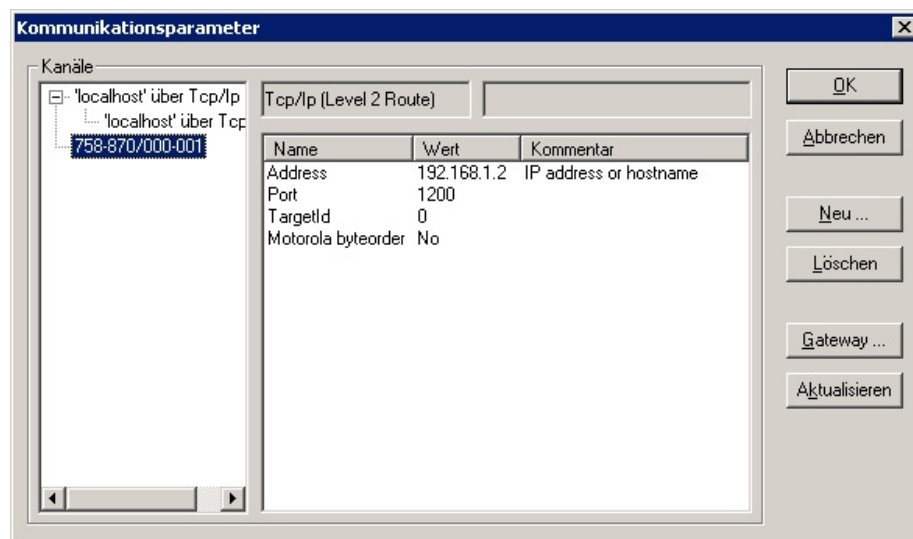 Kommunikationsparameter
Kanäle
'localhost' über Tcp/Ip
'localhost' über Tcp
758-870/000-001
Tcp/Ip (Level 2 Route)
Name Wert Kommentar
Address 192.168.1.2 IP address or hostname
Port 1200
TargetId 0
Motorola byteorder No
OK
Abbrechen
Neu ...
Löschen
Gateway ...
Aktualisieren